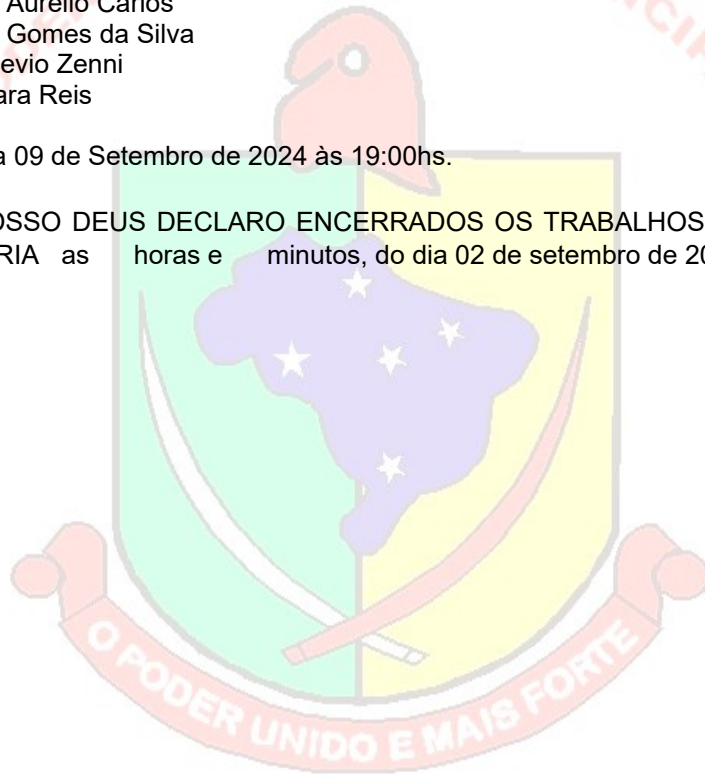 Aurélio Carlos
Gomes da Silva
evio Zenni
ara Reis
a 09 de Setembro de 2024 às 19:00hs.
OSSO DEUS DECLARO ENCERRADOS OS TRABALHOS
RIA as horas e minutos, do dia 02 de setembro de 20
O PODER UNIDO E MAIS FORTE